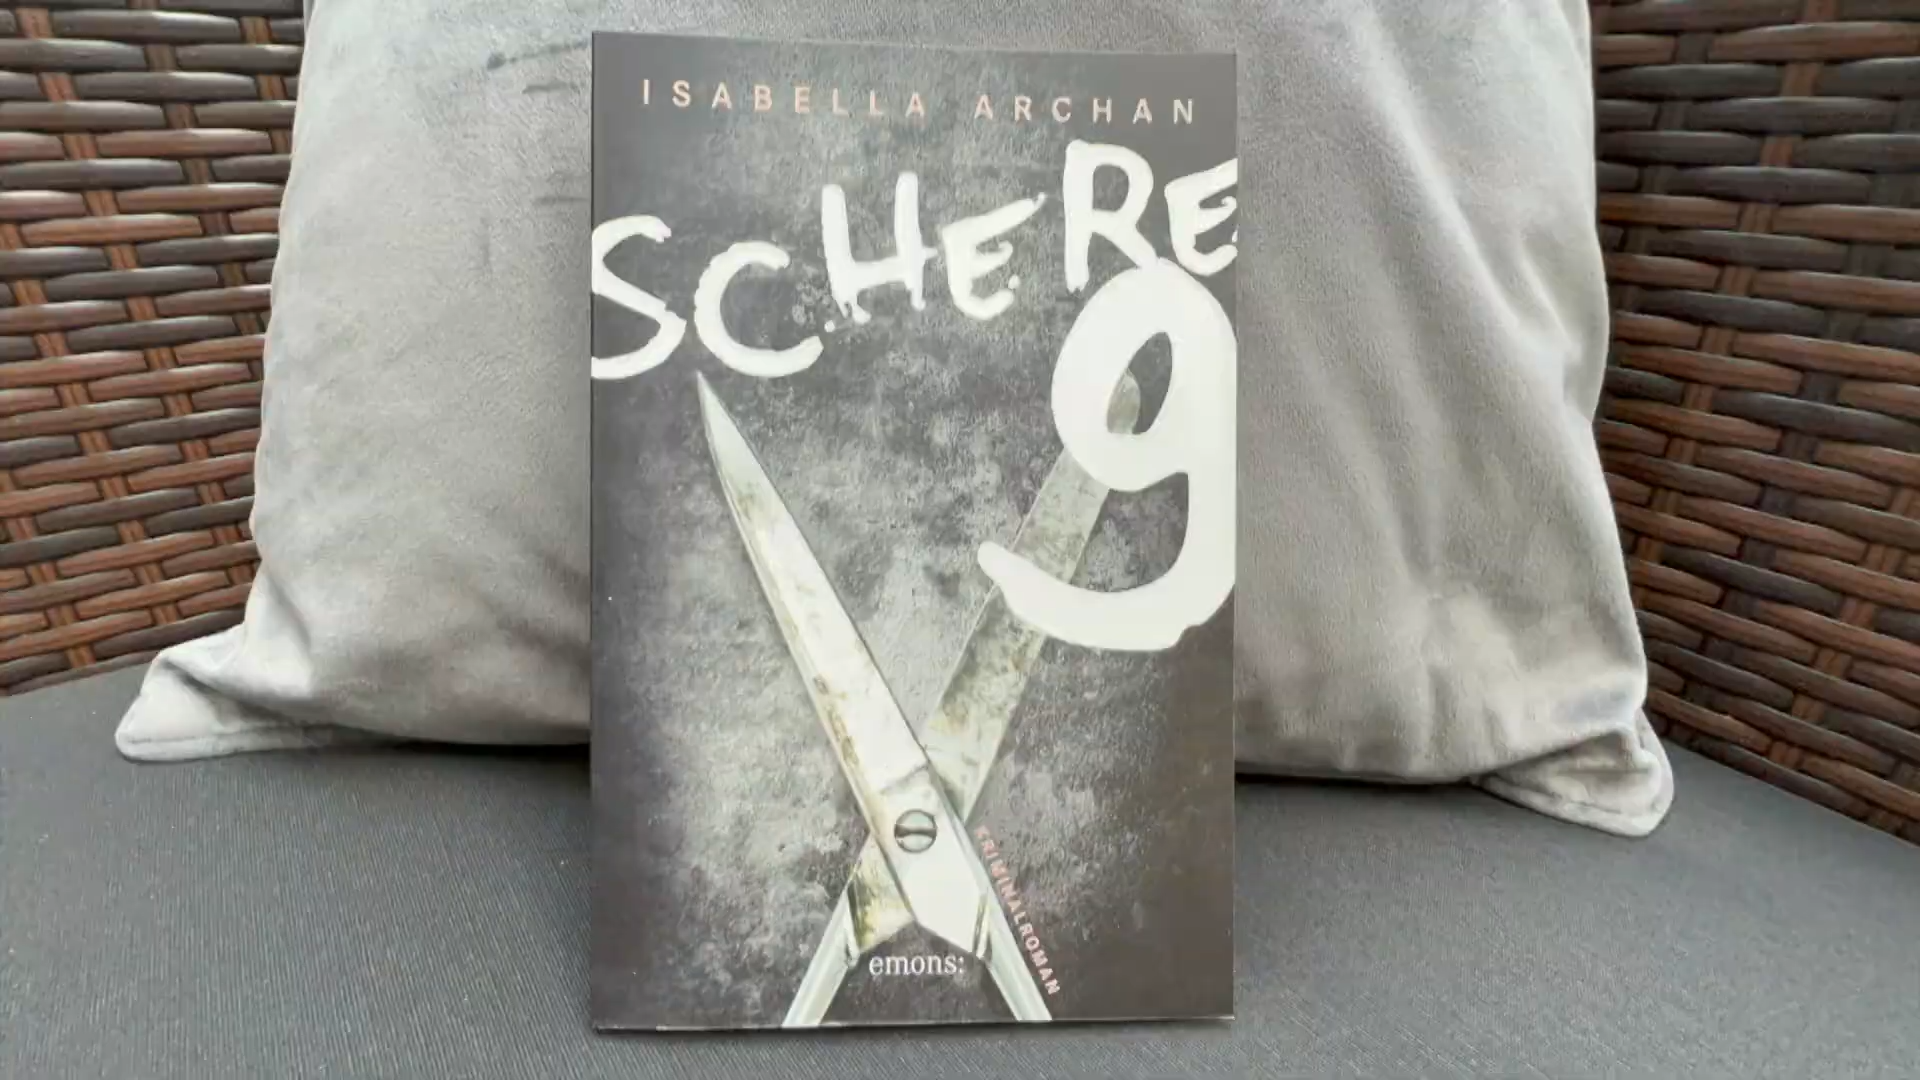 ISABELLA ARCHAN
SCHERE
9
KRIMINALROMAN
emons: